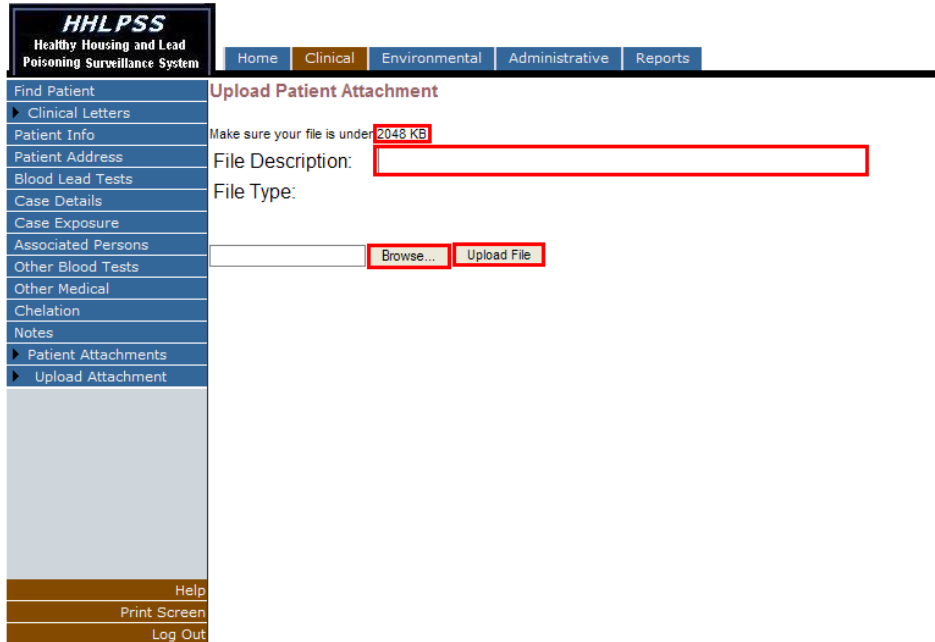 HHLPSS
Healthy Housing and Lead
Poisoning Surveillance System
Home Clinical Environmental Administrative Reports
Find Patient
Clinical Letters
Patient Info
Patient Address
Blood Lead Tests
Case Details
Case Exposure
Associated Persons
Other Blood Tests
Other Medical
Chelation
Notes
Patient Attachments
Upload Attachment
Help
Print Screen
Log Out
Upload Patient Attachment
Make sure your file is under 2048 KB
File Description:
File Type:
Browse... Upload File